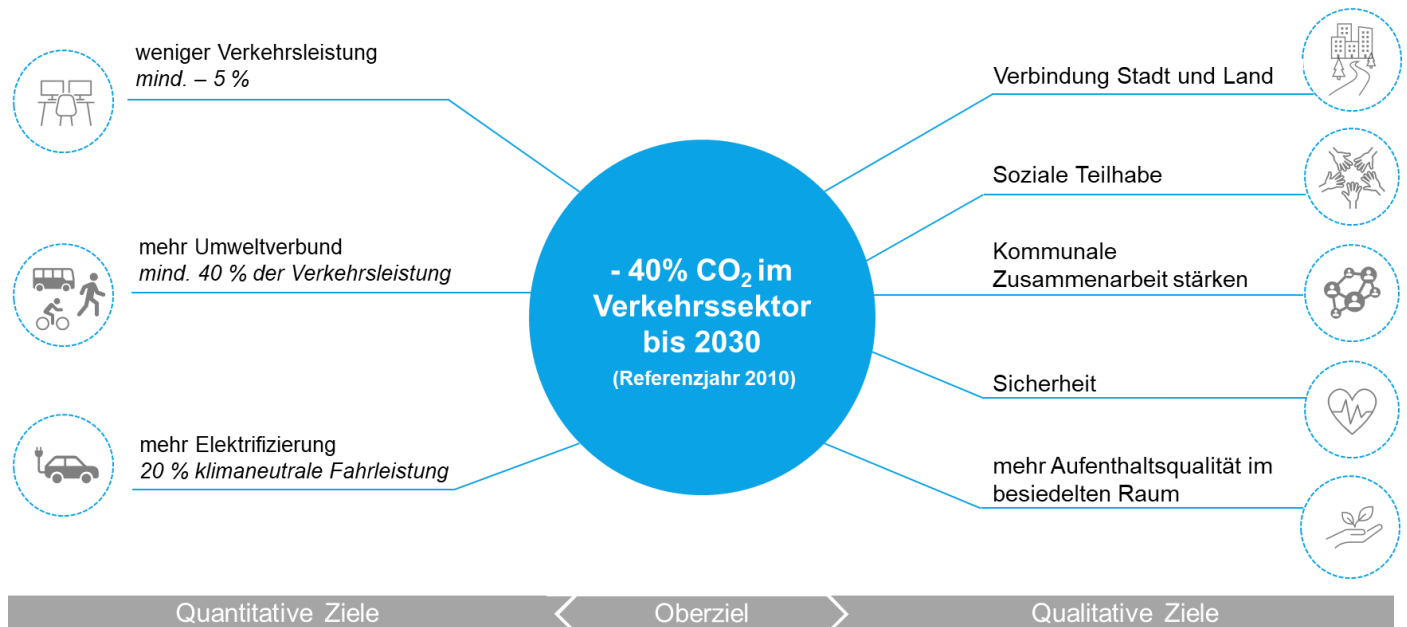 weniger Verkehrsleistung
mind. – 5 %
mehr Umweltverbund
mind. 40 % der Verkehrsleistung
mehr Elektrifizierung
20 % klimaneutrale Fahrleistung
- 40% CO₂ im
Verkehrssektor
bis 2030
(Referenzjahr 2010)
Verbindung Stadt und Land
Soziale Teilhabe
Kommunale
Zusammenarbeit stärken
Sicherheit
mehr Aufenthaltsqualität im
besiedelten Raum
Quantitative Ziele
Oberziel
Qualitative Ziele